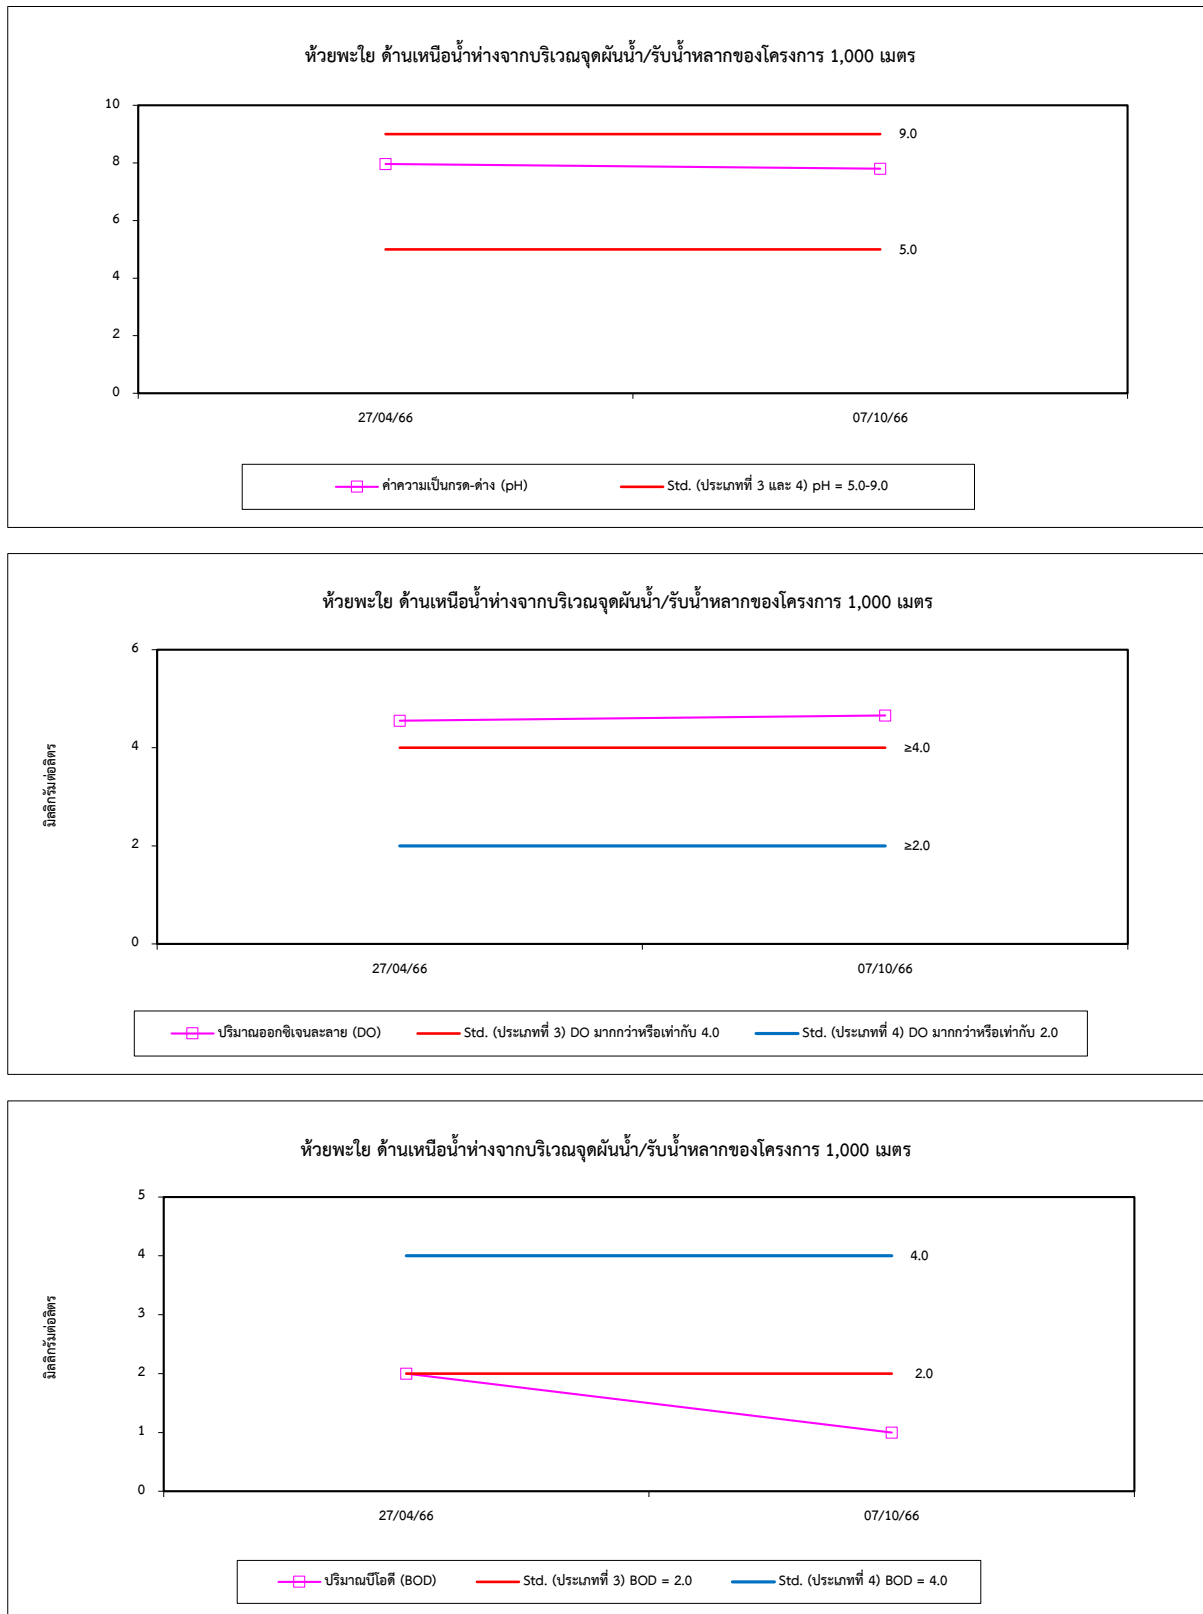 ห้วยพะใย ด้านเหนือน้ำห่างจากบริเวณจุดผันน้ำ/รับน้ำหลากของโครงการ 1,000 เมตร
10
9.0
8
6
5.0
4
2
0
27/04/66 07/10/66
ค่าความเป็นกรด-ด่าง (pH) Std. (ประเภทที่ 3 และ 4) pH = 5.0-9.0
ห้วยพะใย ด้านเหนือน้ำห่างจากบริเวณจุดผันน้ำ/รับน้ำหลากของโครงการ 1,000 เมตร
มิลลิกรัมต่อลิตร
6
4 ≥4.0
2 ≥2.0
0
27/04/66 07/10/66
ปริมาณออกซิเจนละลาย (DO) Std. (ประเภทที่ 3) DO มากกว่าหรือเท่ากับ 4.0 Std. (ประเภทที่ 4) DO มากกว่าหรือเท่ากับ 2.0
ห้วยพะใย ด้านเหนือน้ำห่างจากบริเวณจุดผันน้ำ/รับน้ำหลากของโครงการ 1,000 เมตร
มิลลิกรัมต่อลิตร
5
4 4.0
3
2 2.0
1
0
27/04/66 07/10/66
ปริมาณบีโอดี (BOD) Std. (ประเภทที่ 3) BOD = 2.0 Std. (ประเภทที่ 4) BOD = 4.0